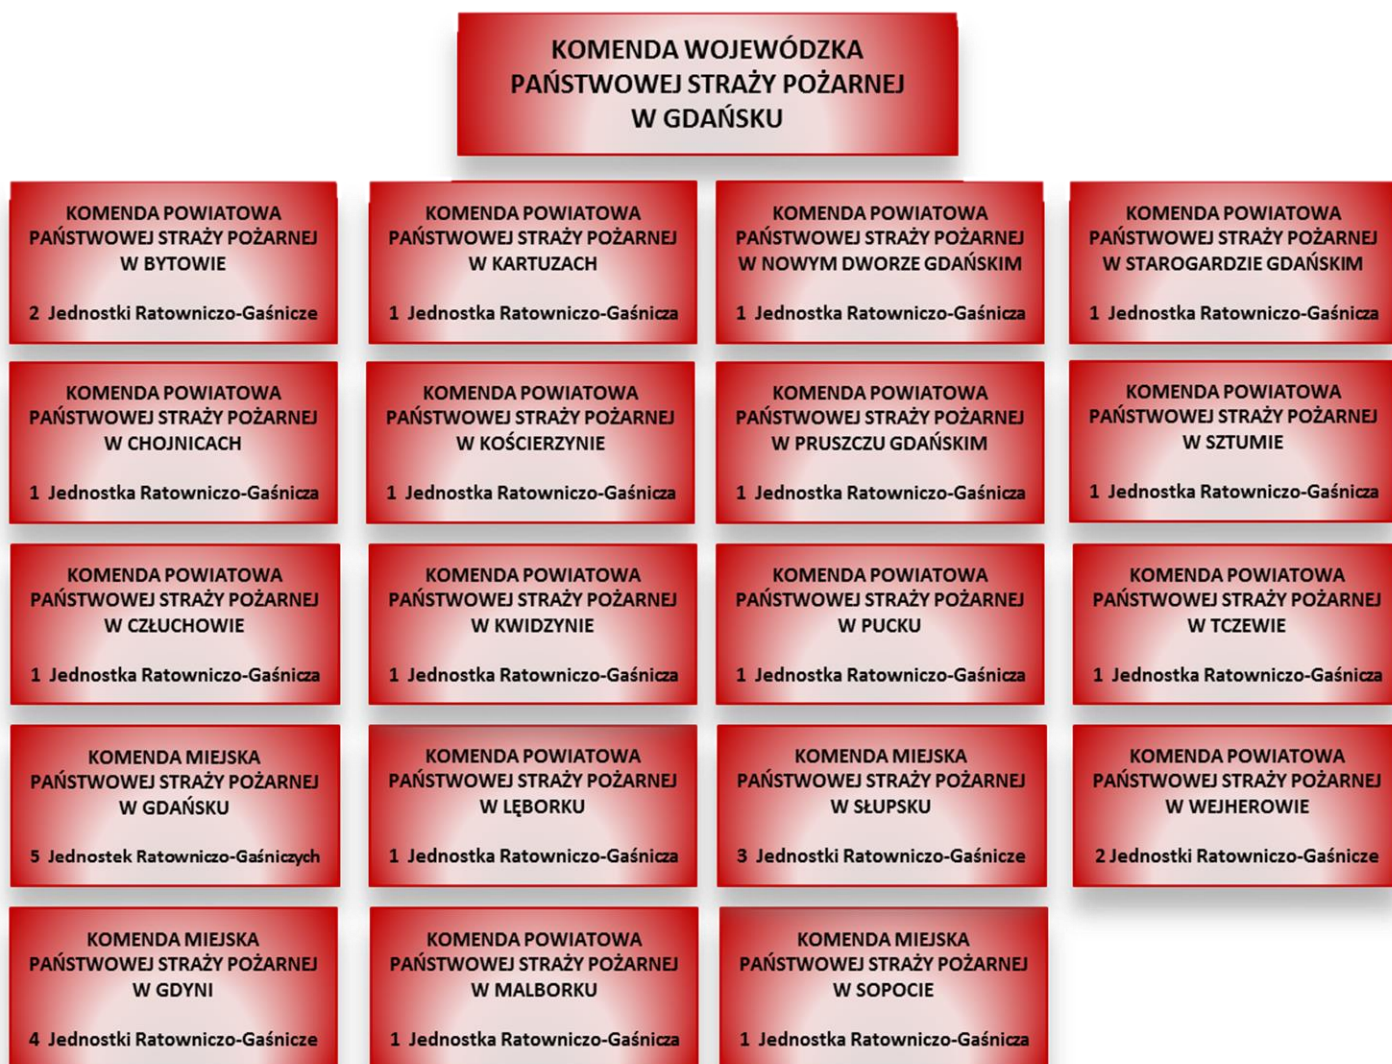 KOMENDA WOJEWÓDZKA
PAŃSTWOWEJ STRAŻY POŻARNEJ
W GDAŃSKU
KOMENDA POWIATOWA
PAŃSTWOWEJ STRAŻY POŻARNEJ
W BYTOWIE
2 Jednostki Ratowniczo-Gaśnicze
KOMENDA POWIATOWA
PAŃSTWOWEJ STRAŻY POŻARNEJ
W KARTUZACH
1 Jednostka Ratowniczo-Gaśnicza
KOMENDA POWIATOWA
PAŃSTWOWEJ STRAŻY POŻARNEJ
W NOWYM DWORZE GDAŃSKIM
1 Jednostka Ratowniczo-Gaśnicza
KOMENDA POWIATOWA
PAŃSTWOWEJ STRAŻY POŻARNEJ
W STAROGARDZIE GDAŃSKIM
1 Jednostka Ratowniczo-Gaśnicza
KOMENDA POWIATOWA
PAŃSTWOWEJ STRAŻY POŻARNEJ
W CHOJNICACH
1 Jednostka Ratowniczo-Gaśnicza
KOMENDA POWIATOWA
PAŃSTWOWEJ STRAŻY POŻARNEJ
W KOŚCIERZYNIE
1 Jednostka Ratowniczo-Gaśnicza
KOMENDA POWIATOWA
PAŃSTWOWEJ STRAŻY POŻARNEJ
W PRUSZCZU GDAŃSKIM
1 Jednostka Ratowniczo-Gaśnicza
KOMENDA POWIATOWA
PAŃSTWOWEJ STRAŻY POŻARNEJ
W SZTUMIE
1 Jednostka Ratowniczo-Gaśnicza
KOMENDA POWIATOWA
PAŃSTWOWEJ STRAŻY POŻARNEJ
W CZŁUCHOWIE
1 Jednostka Ratowniczo-Gaśnicza
KOMENDA POWIATOWA
PAŃSTWOWEJ STRAŻY POŻARNEJ
W KWIDZYNIE
1 Jednostka Ratowniczo-Gaśnicza
KOMENDA POWIATOWA
PAŃSTWOWEJ STRAŻY POŻARNEJ
W PUCKU
1 Jednostka Ratowniczo-Gaśnicza
KOMENDA POWIATOWA
PAŃSTWOWEJ STRAŻY POŻARNEJ
W TCZEWIE
1 Jednostka Ratowniczo-Gaśnicza
KOMENDA MIEJSKA
PAŃSTWOWEJ STRAŻY POŻARNEJ
W GDAŃSKU
5 Jednostek Ratowniczo-Gaśniczych
KOMENDA POWIATOWA
PAŃSTWOWEJ STRAŻY POŻARNEJ
W LĘBORKU
1 Jednostka Ratowniczo-Gaśnicza
KOMENDA MIEJSKA
PAŃSTWOWEJ STRAŻY POŻARNEJ
W SŁUPSKU
3 Jednostki Ratowniczo-Gaśnicze
KOMENDA POWIATOWA
PAŃSTWOWEJ STRAŻY POŻARNEJ
W WEJHEROWIE
2 Jednostki Ratowniczo-Gaśnicze
KOMENDA MIEJSKA
PAŃSTWOWEJ STRAŻY POŻARNEJ
W GDYNI
4 Jednostki Ratowniczo-Gaśnicze
KOMENDA POWIATOWA
PAŃSTWOWEJ STRAŻY POŻARNEJ
W MALBORKU
1 Jednostka Ratowniczo-Gaśnicza
KOMENDA MIEJSKA
PAŃSTWOWEJ STRAŻY POŻARNEJ
W SOPOCIE
1 Jednostka Ratowniczo-Gaśnicza